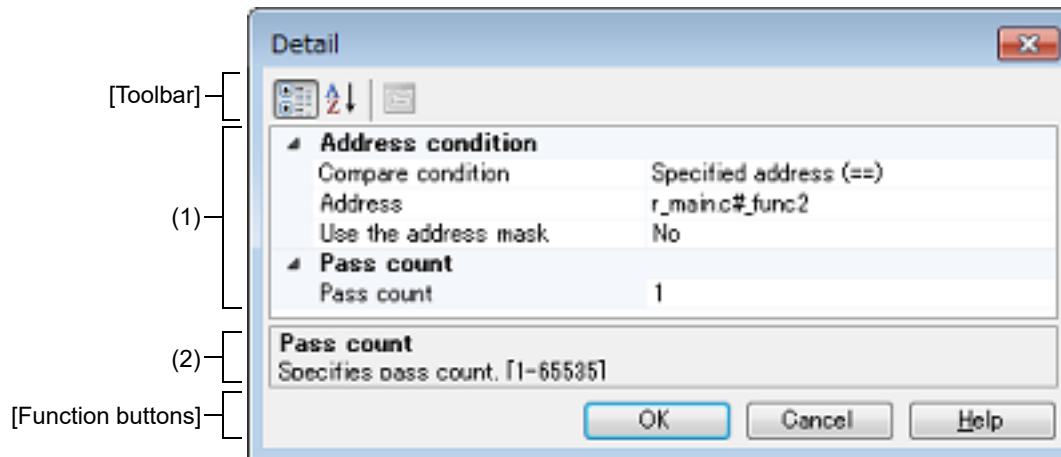 Detail
[Toolbar]
Address condition
Compare condition Specified address (==)
Address r_main.c#_func2
(1)
Use the address mask No
Pass count
Pass count 1
(2)
Pass count
Specifies pass count. [1-65535]
[Function buttons]
OK Cancel Help